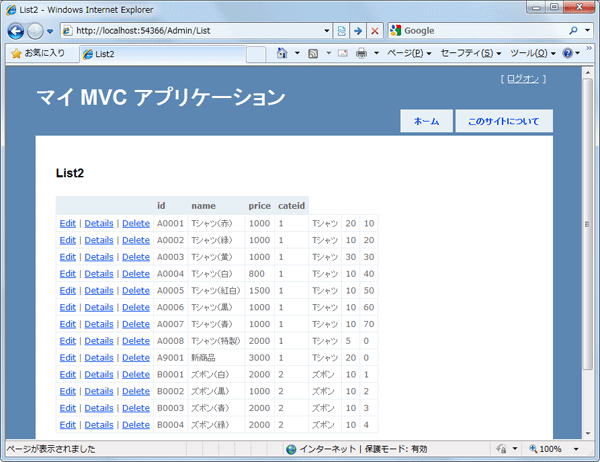 List2 - Windows Internet Explorer
http://localhost:54366/Admin/List
Google
お気に入り List2 ページ(P) セーフティ(S) ツール(O)
[ ログオン ]
マイ MVC アプリケーション
ホーム このサイトについて
List2
id name price cateid
Edit | Details | Delete A0001 Tシャツ(赤) 1000 1 Tシャツ 20 10
Edit | Details | Delete A0002 Tシャツ(緑) 1000 1 Tシャツ 10 20
Edit | Details | Delete A0003 Tシャツ(黄) 1000 1 Tシャツ 30 30
Edit | Details | Delete A0004 Tシャツ(白) 800 1 Tシャツ 10 40
Edit | Details | Delete A0005 Tシャツ(紅白) 1500 1 Tシャツ 10 50
Edit | Details | Delete A0006 Tシャツ(黒) 1000 1 Tシャツ 10 60
Edit | Details | Delete A0007 Tシャツ(青) 1000 1 Tシャツ 10 70
Edit | Details | Delete A0008 Tシャツ(特製) 2000 1 Tシャツ 5 0
Edit | Details | Delete A9001 新商品 3000 1 Tシャツ 20 0
Edit | Details | Delete B0001 ズボン(白) 2000 2 ズボン 10 1
Edit | Details | Delete B0002 ズボン(黒) 1000 2 ズボン 10 2
Edit | Details | Delete B0003 ズボン(青) 2000 2 ズボン 10 3
Edit | Details | Delete B0004 ズボン(緑) 2000 2 ズボン 10 4
ページが表示されました インターネット | 保護モード: 有効 100%